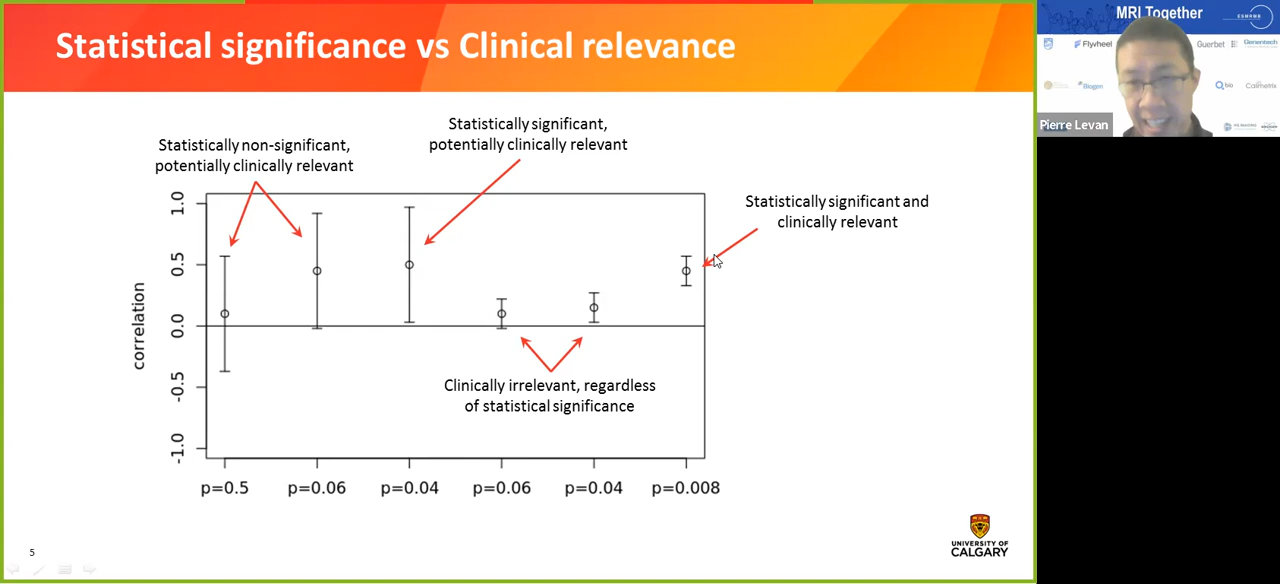 Statistical significance vs Clinical relevance
Statistically non-significant,
potentially clinically relevant
Statistically significant,
potentially clinically relevant
Statistically significant and
clinically relevant
Clinically irrelevant, regardless
of statistical significance
correlation
1.0
0.5
0.0
-0.5
-1.0
p=0.5
p=0.06
p=0.04
p=0.06
p=0.04
p=0.008
5
UNIVERSITY OF
CALGARY
MRI Together
ESMRMB
Flywheel
Guerbet
Genentech
Biogen
Qbio
Pierre Levan